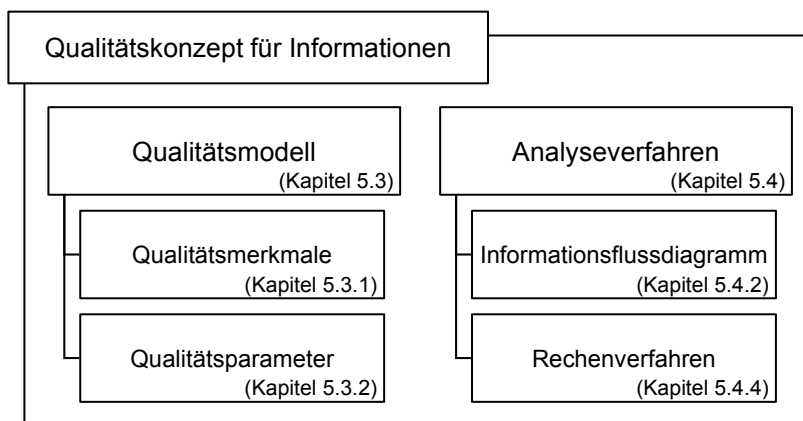 Qualitätskonzept für Informationen
Qualitätsmodell
(Kapitel 5.3)
Qualitätsmerkmale
(Kapitel 5.3.1)
Qualitätsparameter
(Kapitel 5.3.2)
Analyseverfahren
(Kapitel 5.4)
Informationsflussdiagramm
(Kapitel 5.4.2)
Rechenverfahren
(Kapitel 5.4.4)